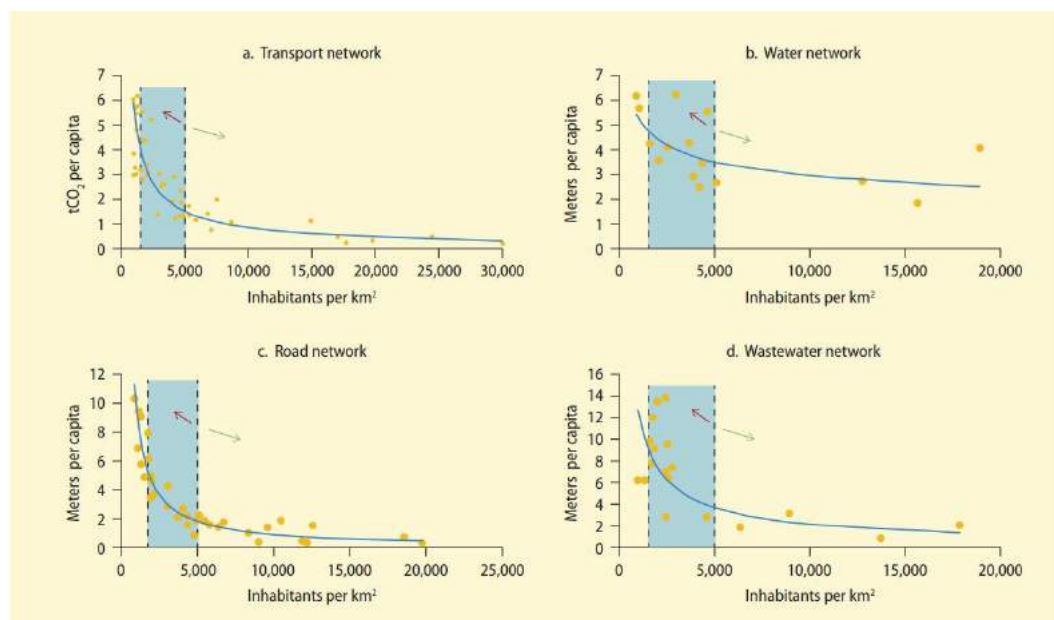 a. Transport network
7
6
5
4
3
2
1
0
tCO₂ per capita
0 5,000 10,000 15,000 20,000 25,000 30,000
Inhabitants per km²
b. Water network
7
6
5
4
3
2
1
0
Meters per capita
0 5,000 10,000 15,000 20,000
Inhabitants per km²
c. Road network
12
10
8
6
4
2
0
Meters per capita
0 5,000 10,000 15,000 20,000 25,000
Inhabitants per km²
d. Wastewater network
16
14
12
10
8
6
4
2
0
Meters per capita
0 5,000 10,000 15,000 20,000
Inhabitants per km²